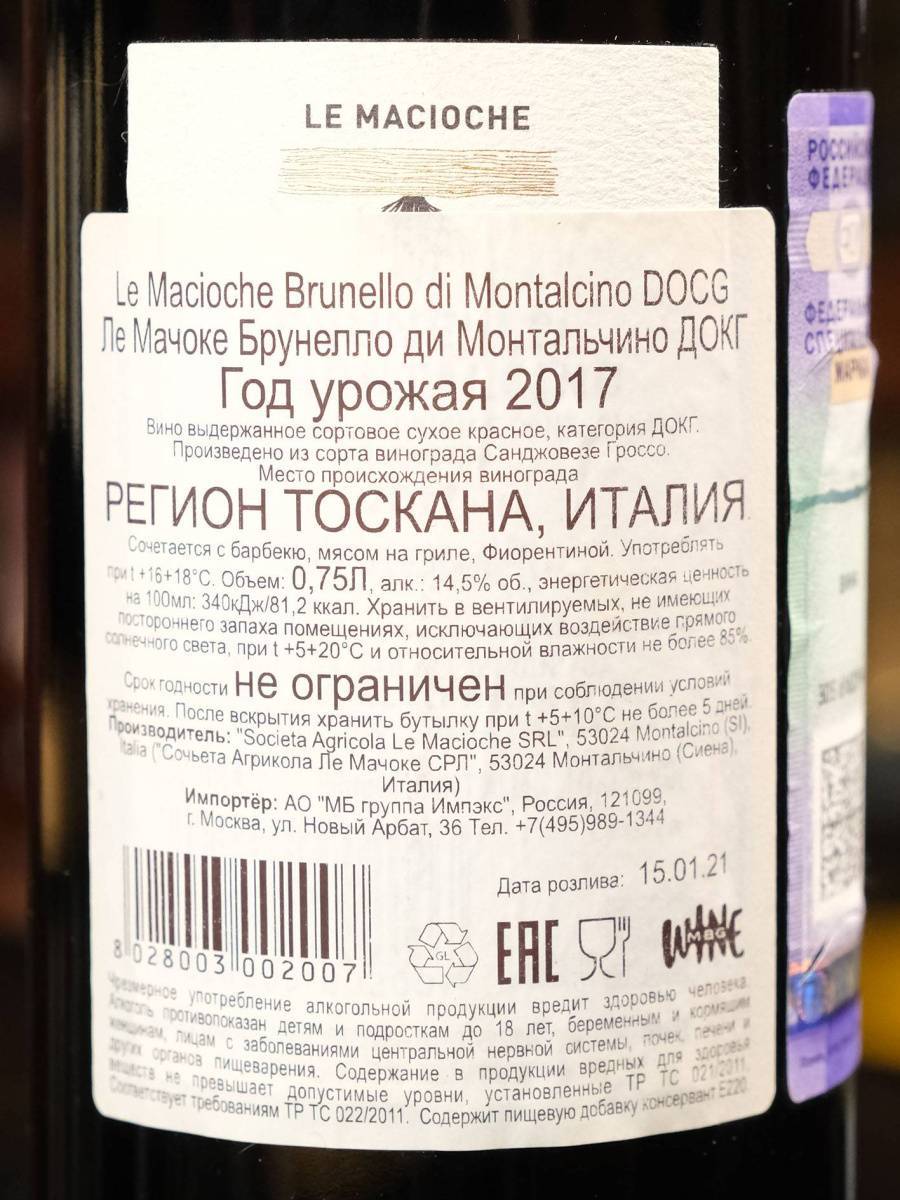 LE MACIOCHE
Le Macioche Brunello di Montalcino DOCG
Ле Мачоке Брунелло ди Монтальчино ДОКГ
Год урожая 2017
Вино выдержанное сортовое сухое красное, категория ДОКГ.
Произведено из сорта винограда Санджовезе Гроссо.
Место происхождения винограда
РЕГИОН ТОСКАНА, ИТАЛИЯ.
Сочетается с барбекю, мясом на гриле, Фиорентиной. Употреблять
при t +16+18°С. Объем: 0,75Л, алк.: 14,5% об., энергетическая ценность
на 100мл: 340кДж/81,2 ккал. Хранить в вентилируемых, не имеющих
постороннего запаха помещениях, исключающих воздействие прямого
солнечного света, при t +5+20°С и относительной влажности не более 85%.
Срок годности не ограничен при соблюдении условий
хранения. После вскрытия хранить бутылку при t +5+10°С не более 5 дней.
Производитель: "Societa Agricola Le Macioche SRL", 53024 Montalcino (SI),
Italia ("Сочьета Агрикола Ле Мачоке СРЛ", 53024 Монтальчино (Сиена),
Италия)
Импортёр: АО "МБ группа Импэкс", Россия, 121099,
г. Москва, ул. Новый Арбат, 36 Тел. +7(495)989-1344
Дата розлива: 15.01.21
8 028003 002007
GL
EAC
WINE
MBG
Чрезмерное употребление алкогольной продукции вредит здоровью человека.
Алкоголь противопоказан детям и подросткам до 18 лет, беременным и кормящим
женщинам, лицам с заболеваниями центральной нервной системы, почек, печени и
других органов пищеварения. Содержание в продукции вредных для здоровья
веществ не превышает допустимые уровни, установленные ТР ТС 021/2011.
Соответствует требованиям ТР ТС 022/2011. Содержит пищевую добавку консервант Е220.